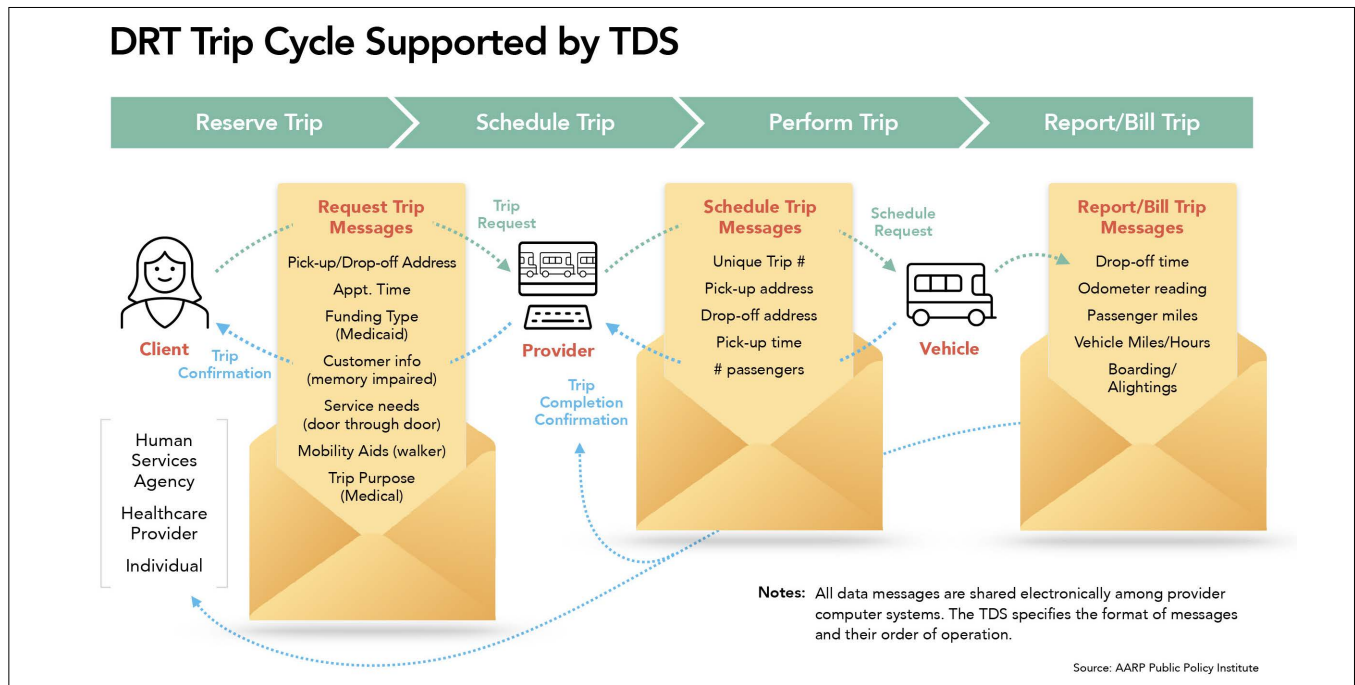 DRT Trip Cycle Supported by TDS
Reserve Trip
Schedule Trip
Perform Trip
Report/Bill Trip
Request Trip
Messages
Pick-up/Drop-off Address
Appt. Time
Funding Type
(Medicaid)
Customer info
(memory impaired)
Service needs
(door through door)
Mobility Aids (walker)
Trip Purpose
(Medical)
Client
Trip
Confirmation
Human
Services
Agency
Healthcare
Provider
Individual
Trip
Request
Provider
Trip
Completion
Confirmation
Schedule Trip
Messages
Unique Trip #
Pick-up address
Drop-off address
Pick-up time
# passengers
Schedule
Request
Vehicle
Report/Bill Trip
Messages
Drop-off time
Odometer reading
Passenger miles
Vehicle Miles/Hours
Boarding/
Alightings
Notes: All data messages are shared electronically among provider
computer systems. The TDS specifies the format of messages
and their order of operation.
Source: AARP Public Policy Institute